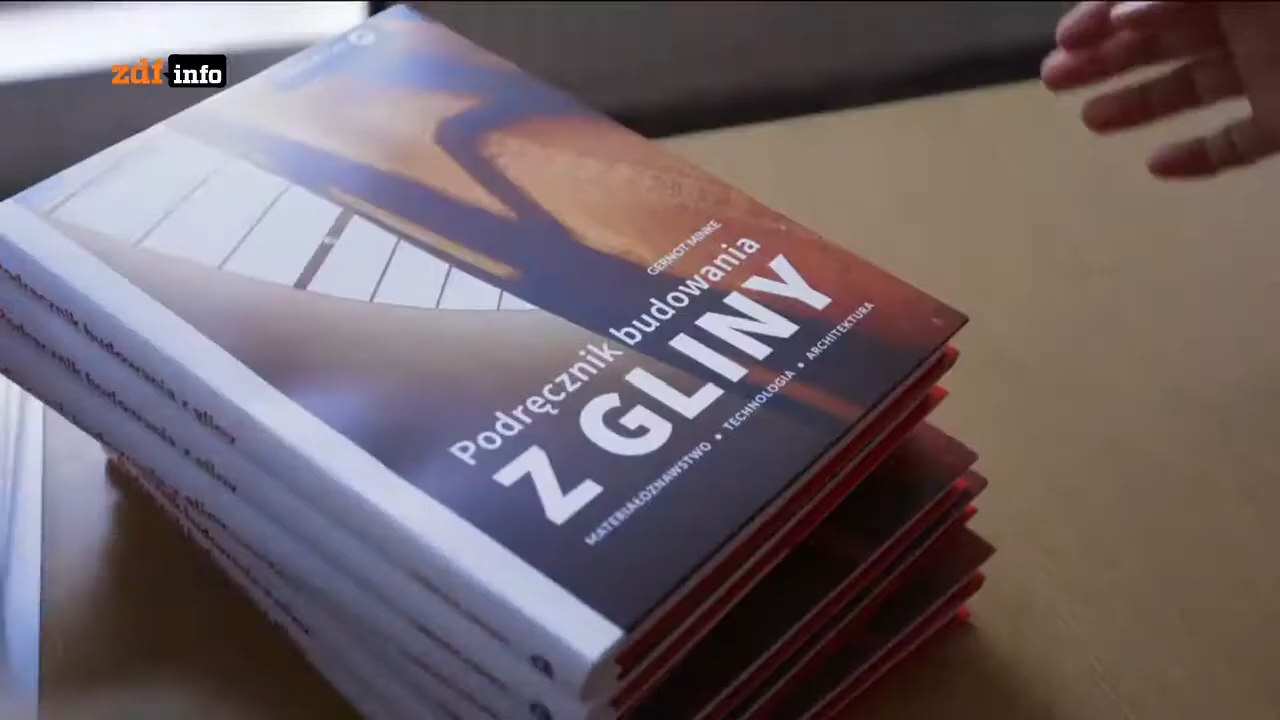 zdf info
GERNOT MINKE
Podręcznik budowania
Z GLINY
MATERIAŁOZNAWSTWO • TECHNOLOGIA • ARCHITEKTURA
Podręcznik budowania z gliny
Podręcznik budowania z gliny